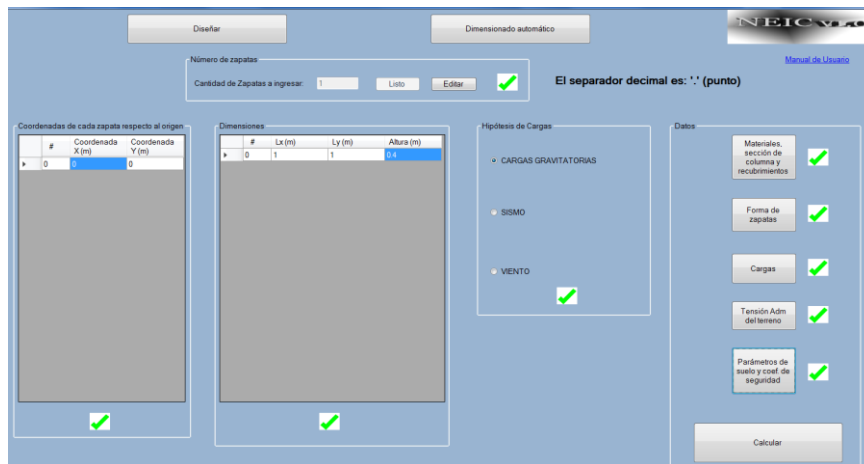 Diseñar
Dimensionado automático
NEIC
Manual de Usuario
Número de zapatas
Cantidad de Zapatas a ingresar:
1
Listo
Editar
El separador decimal es: '.' (punto)
Coordenadas de cada zapata respecto al origen
# Coordenada X (m) Coordenada Y (m)
0 0 0
Dimensiones
# Lx (m) Ly (m) Altura (m)
0 1 1 0.4
Hipótesis de Cargas
CARGAS GRAVITATORIAS
SISMO
VIENTO
Datos
Materiales,
sección de
columna y
recubrimientos
Forma de
zapatas
Cargas
Tensión Adm
del terreno
Parámetros de
suelo y coef. de
seguridad
Calcular